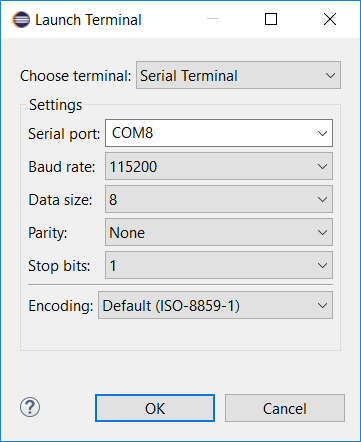 Launch Terminal
Choose terminal: Serial Terminal
Settings
Serial port: COM8
Baud rate: 115200
Data size: 8
Parity: None
Stop bits: 1
Encoding: Default (ISO-8859-1)
? OK Cancel